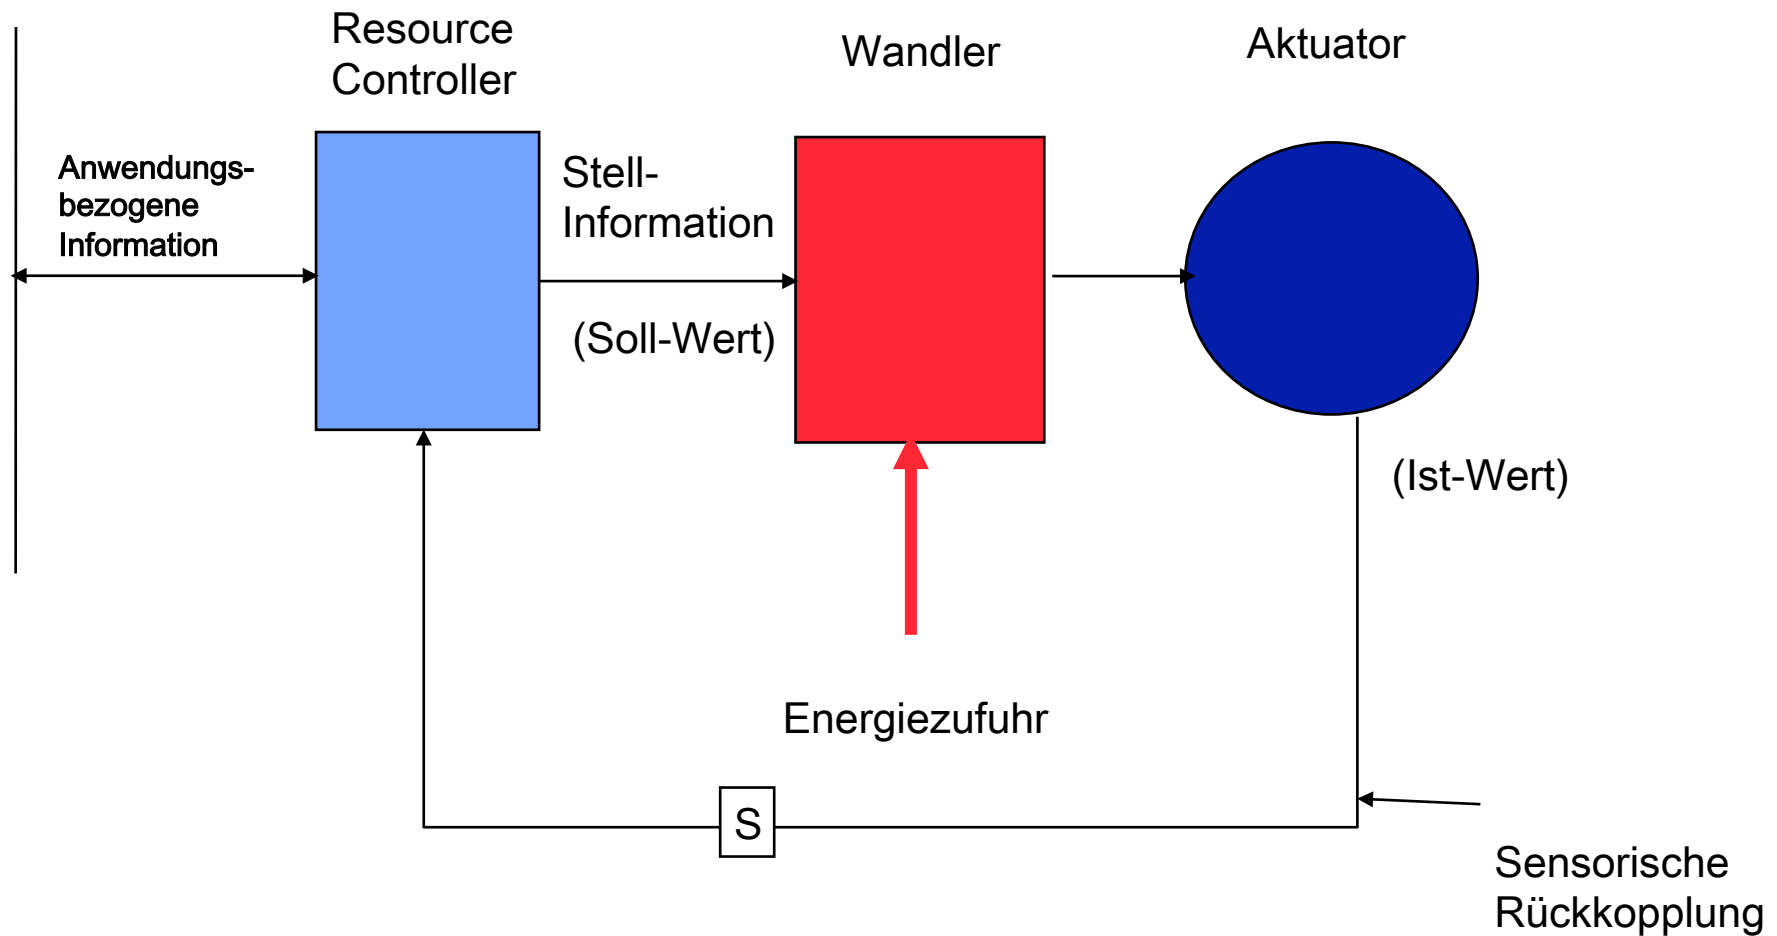 Resource
Controller
Wandler
Aktuator
Anwendungs-
bezogene
Information
Stell-
Information
(Soll-Wert)
(Ist-Wert)
Energiezufuhr
S
Sensorische
Rückkopplung